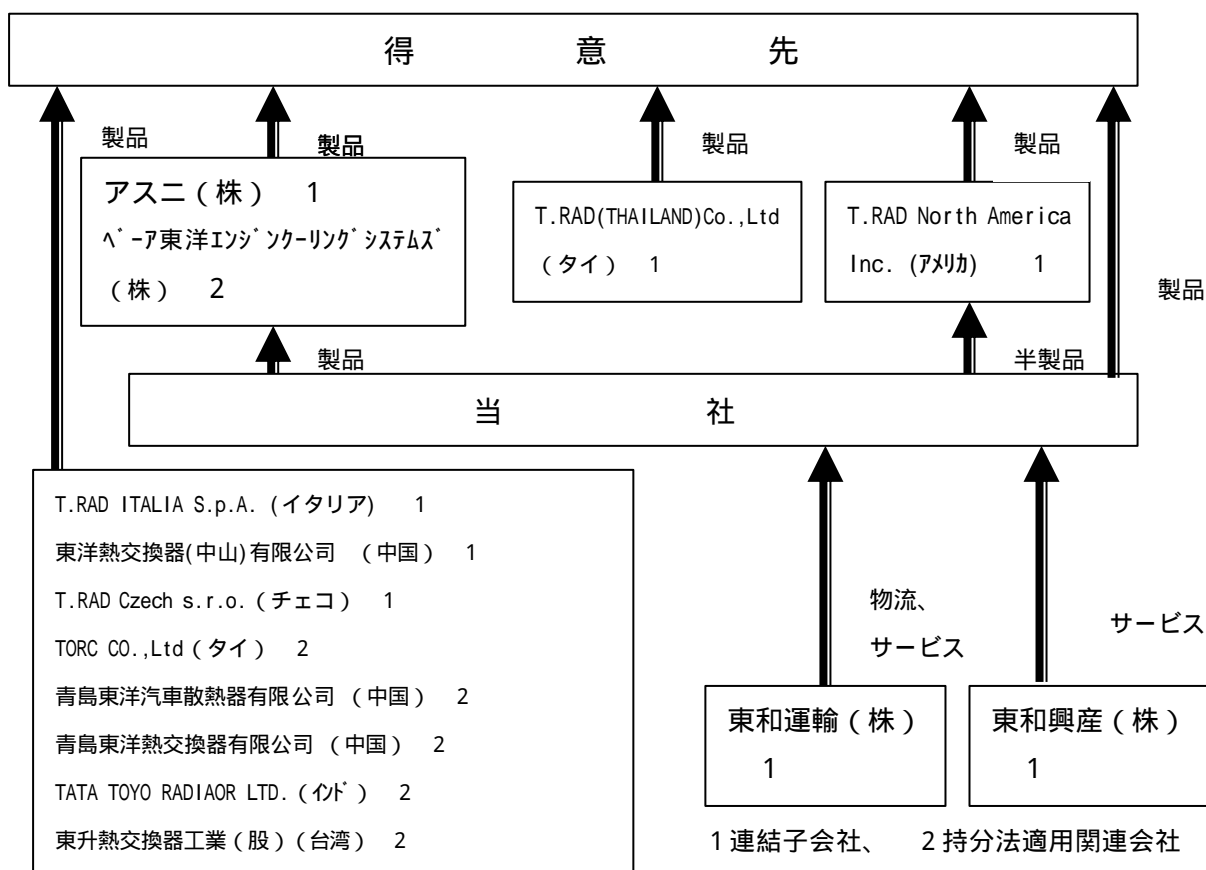 得意先
製品
製品
製品
製品
アスニ（株） 1
ﾍﾞｰｱ東洋ｴﾝｼﾞﾝｸｰﾘﾝｸﾞｼｽﾃﾑｽﾞ
（株） 2
T.RAD(THAILAND)Co.,Ltd
（タイ） 1
T.RAD North America
Inc. (ｱﾒﾘｶ) 1
製品
製品
半製品
当社
T.RAD ITALIA S.p.A. (イタリア) 1
東洋熱交換器(中山)有限公司 （中国） 1
T.RAD Czech s.r.o.（チェコ） 1
TORC CO.,Ltd（タイ） 2
青島東洋汽車散熱器有限公司 （中国） 2
青島東洋熱交換器有限公司 （中国） 2
TATA TOYO RADIAOR LTD.（ｲﾝﾄﾞ） 2
東升熱交換器工業（股）（台湾） 2
物流、
サービス
サービス
東和運輸（株）
1
東和興産（株）
1
1連結子会社、 2持分法適用関連会社